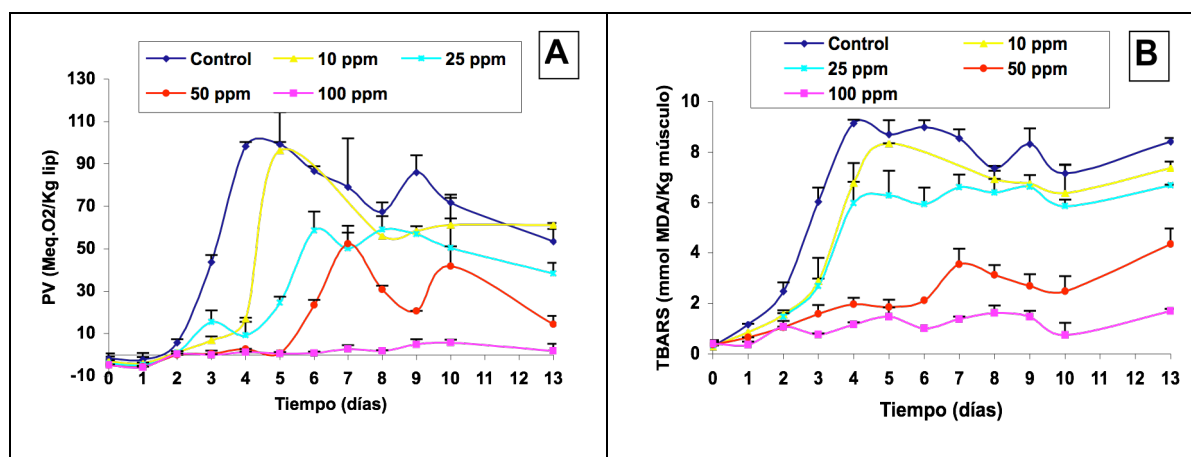 A
Control 10 ppm 25 ppm
50 ppm 100 ppm
PV (Meq.O2/Kg lip)
130
110
90
70
50
30
10
-10
0 1 2 3 4 5 6 7 8 9 10 11 12 13
Tiempo (días)
B
Control 10 ppm
25 ppm 50 ppm
100 ppm
TBARS (mmol MDA/Kg músculo)
10
8
6
4
2
0
0 1 2 3 4 5 6 7 8 9 10 11 12 13
Tiempo (días)